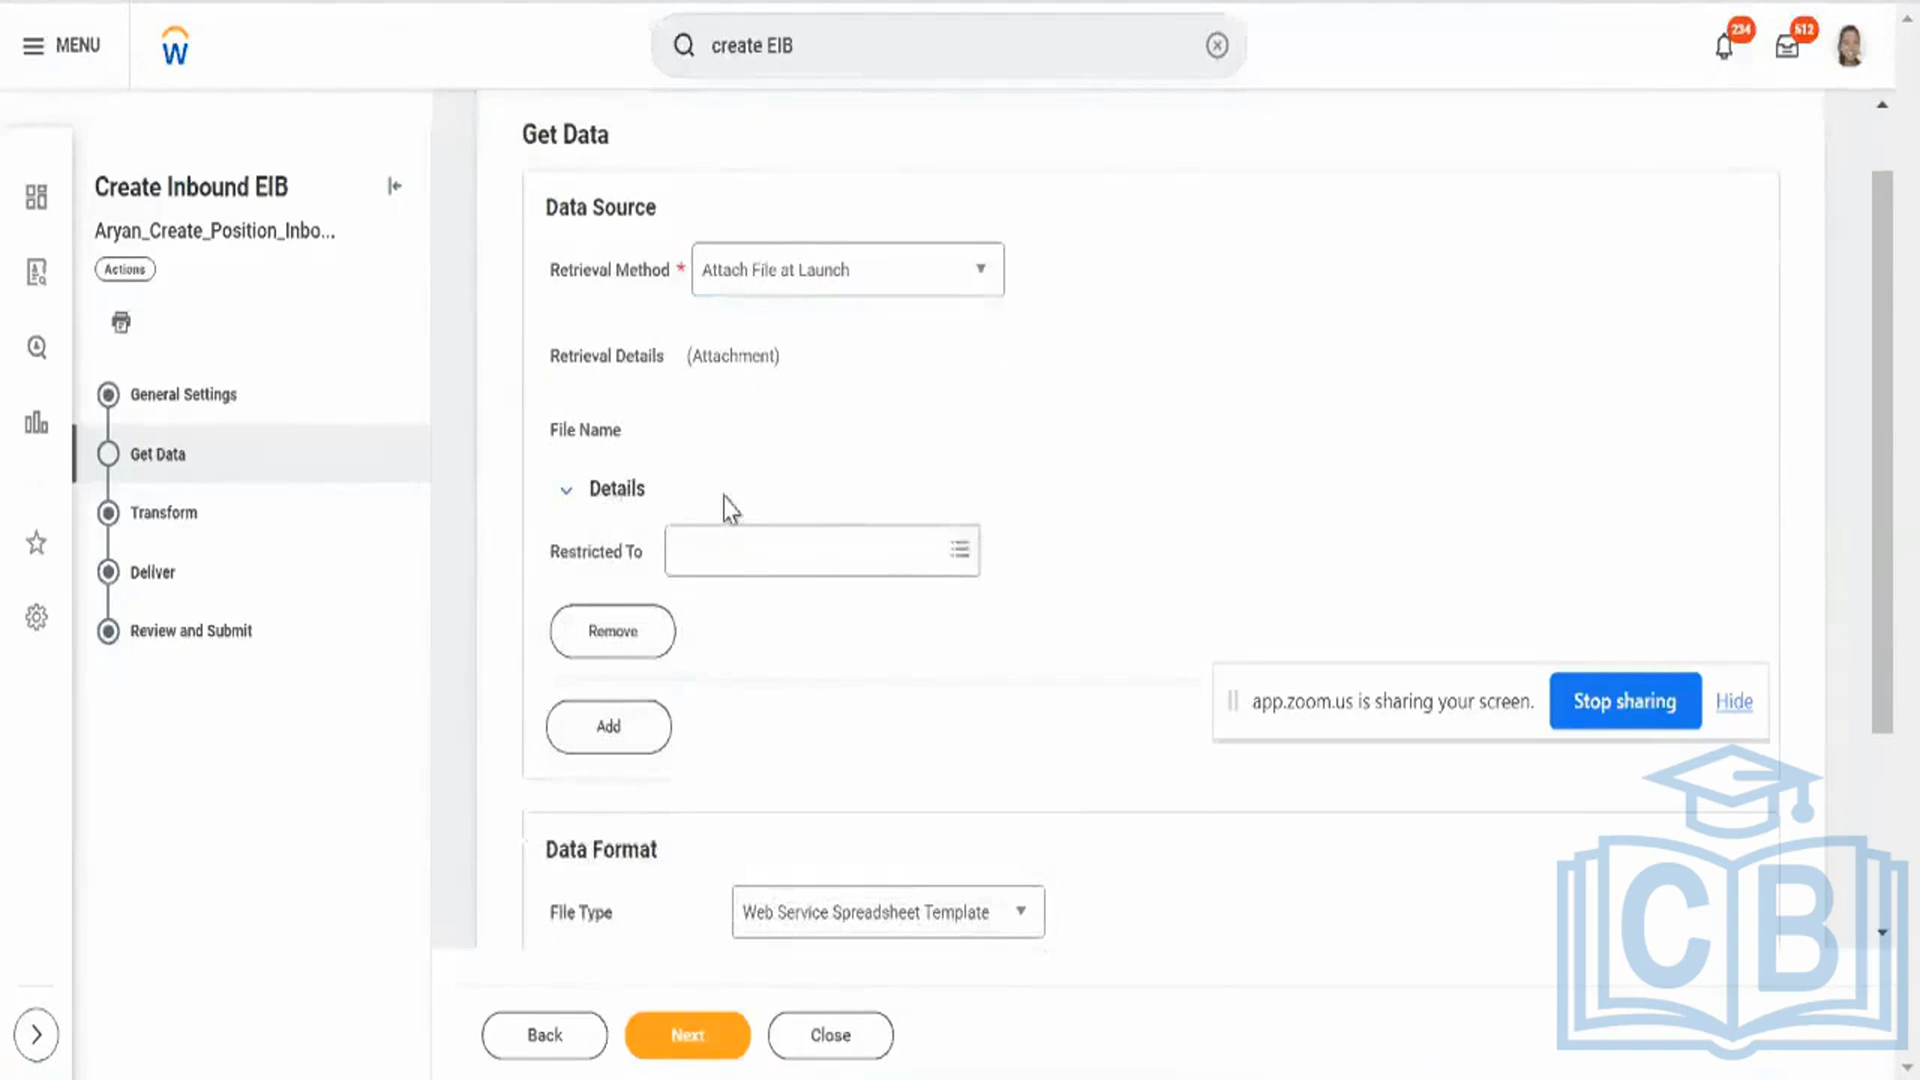 MENU
create EIB
234
512
Create Inbound EIB
Aryan_Create_Position_Inbo...
Actions
General Settings
Get Data
Transform
Deliver
Review and Submit
Get Data
Data Source
Retrieval Method *
Attach File at Launch
Retrieval Details
(Attachment)
File Name
Details
Restricted To
Remove
Add
app.zoom.us is sharing your screen.
Stop sharing
Hide
Data Format
File Type
Web Service Spreadsheet Template
Back
Next
Close
CB